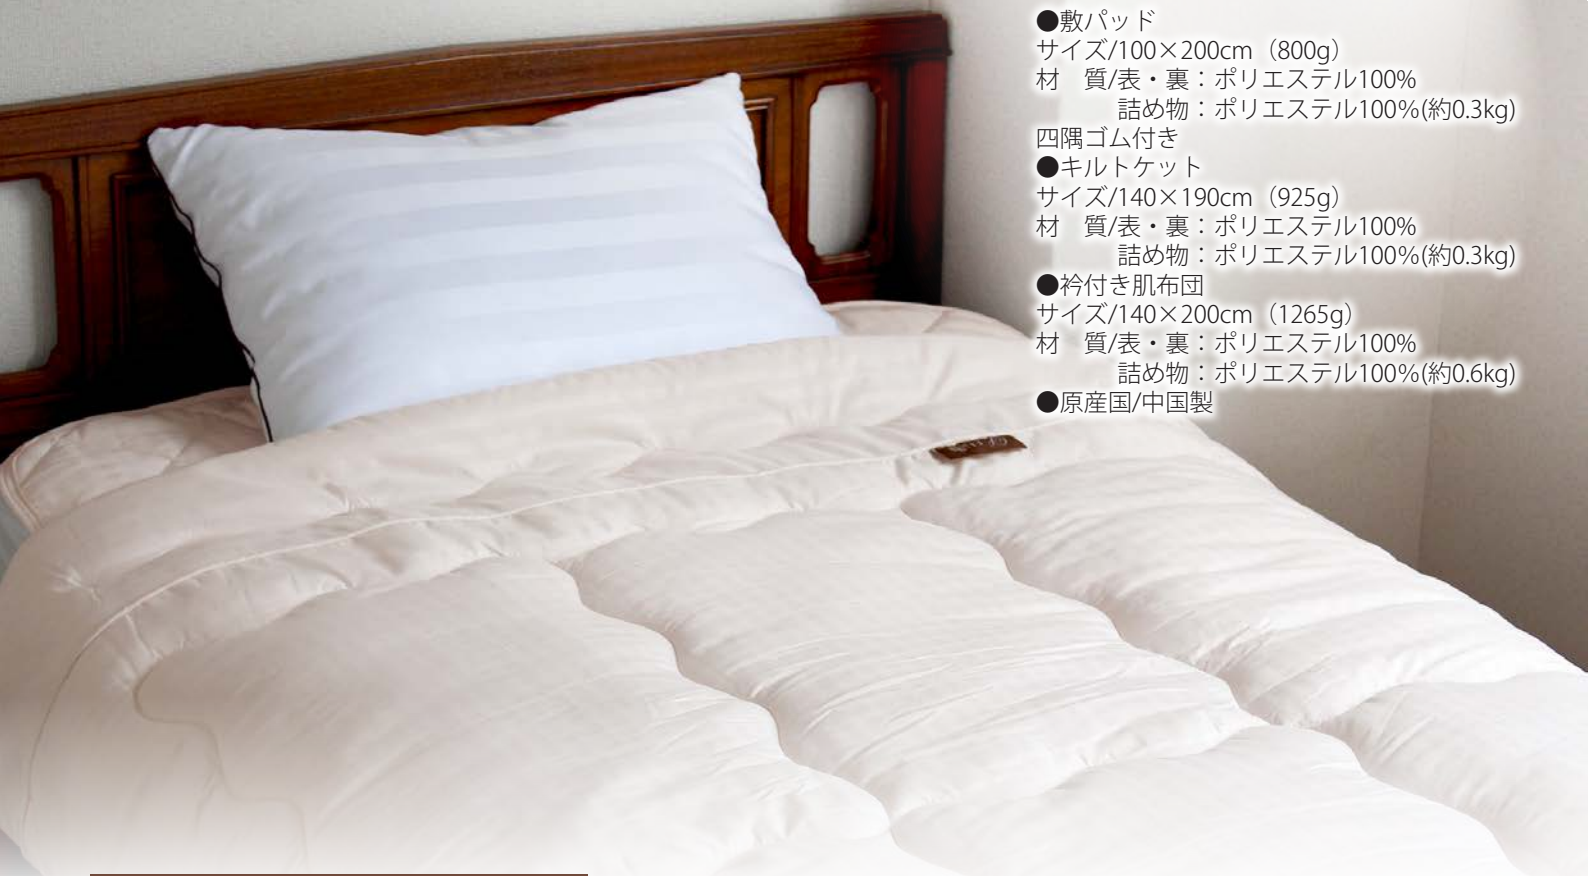 ●敷パッド
サイズ/100×200cm（800g）
材　質/表・裏：ポリエステル100%
詰め物：ポリエステル100%(約0.3kg)
四隅ゴム付き
●キルトケット
サイズ/140×190cm（925g）
材　質/表・裏：ポリエステル100%
詰め物：ポリエステル100%(約0.3kg)
●衿付き肌布団
サイズ/140×200cm（1265g）
材　質/表・裏：ポリエステル100%
詰め物：ポリエステル100%(約0.6kg)
●原産国/中国製